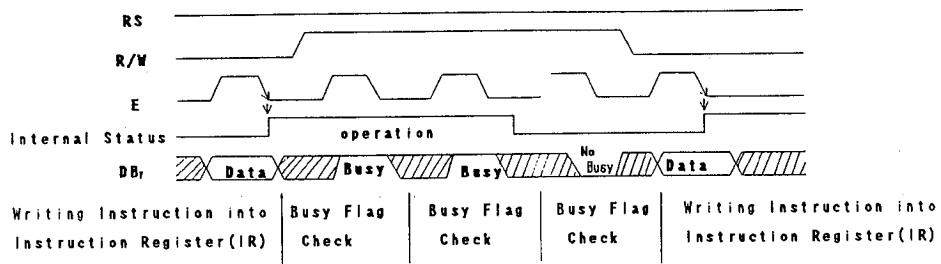 RS
R/W
E
Internal Status
operation
DB7
Data
Busy
Busy
No
Busy
Data
Writing Instruction into
Instruction Register(IR)
Busy Flag
Check
Busy Flag
Check
Busy Flag
Check
Writing Instruction into
Instruction Register(IR)